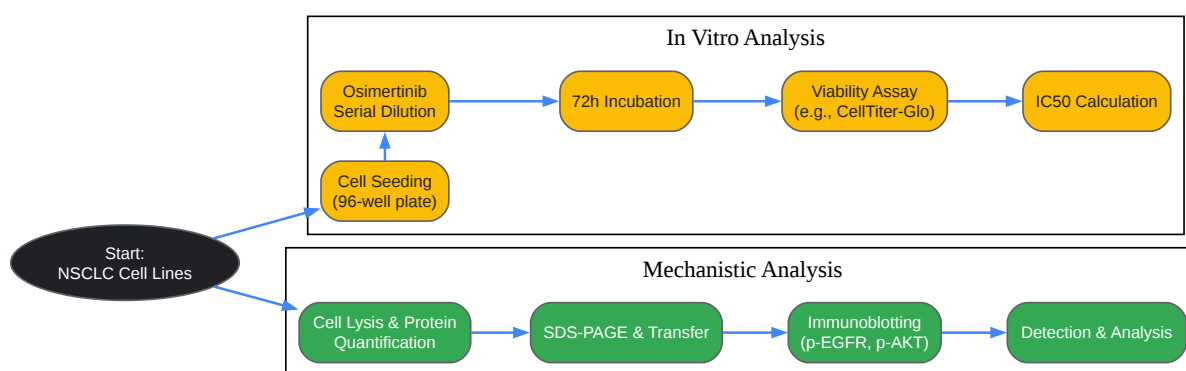 In Vitro Analysis
Osimertinib
Serial Dilution
72h Incubation
Viability Assay
(e.g., CellTiter-Glo)
IC50 Calculation
Cell Seeding
(96-well plate)
Start:
NSCLC Cell Lines
Mechanistic Analysis
Cell Lysis & Protein
Quantification
SDS-PAGE & Transfer
Immunoblotting
(p-EGFR, p-AKT)
Detection & Analysis